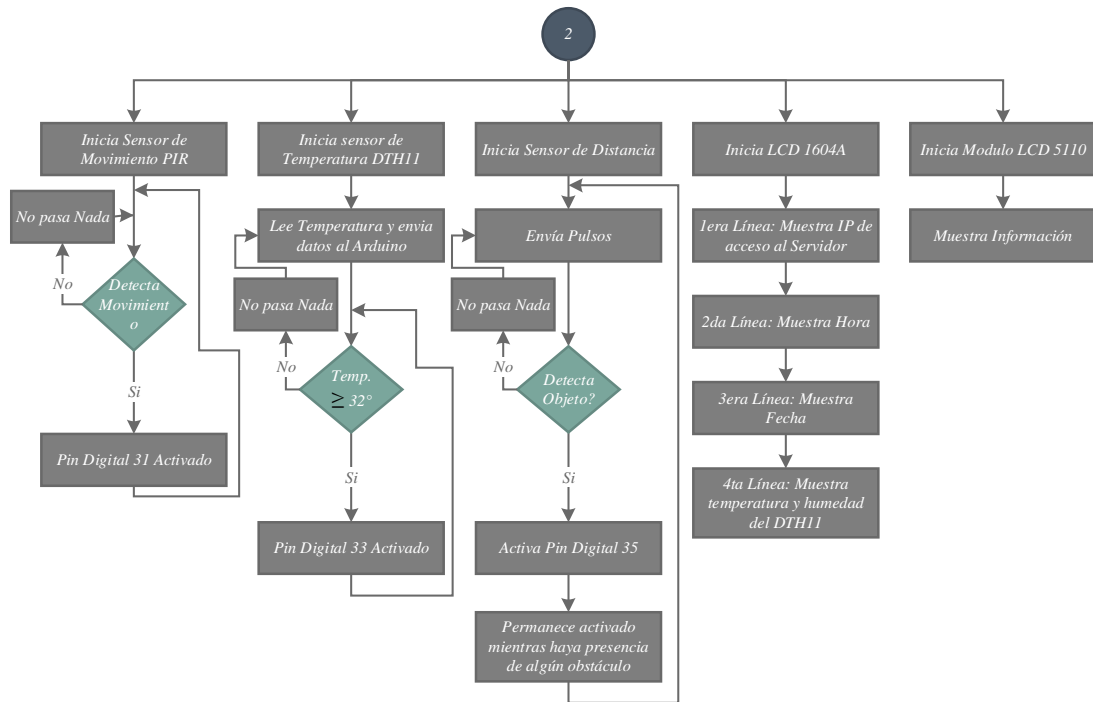 2
Inicia Sensor de
Movimiento PIR
No pasa Nada
No
Detecta
Movimient
o
Si
Pin Digital 31 Activado
Inicia sensor de
Temperatura DTH11
Lee Temperatura y envia
datos al Arduino
No pasa Nada
No
Temp.
≥ 32°
Si
Pin Digital 33 Activado
Inicia Sensor de Distancia
Envía Pulsos
No pasa Nada
No
Detecta
Objeto?
Si
Activa Pin Digital 35
Permanece activado
mientras haya presencia
de algún obstáculo
Inicia LCD 1604A
1era Línea: Muestra IP de
acceso al Servidor
2da Línea: Muestra Hora
3era Línea: Muestra
Fecha
4ta Línea: Muestra
temperatura y humedad
del DTH11
Inicia Modulo LCD 5110
Muestra Información